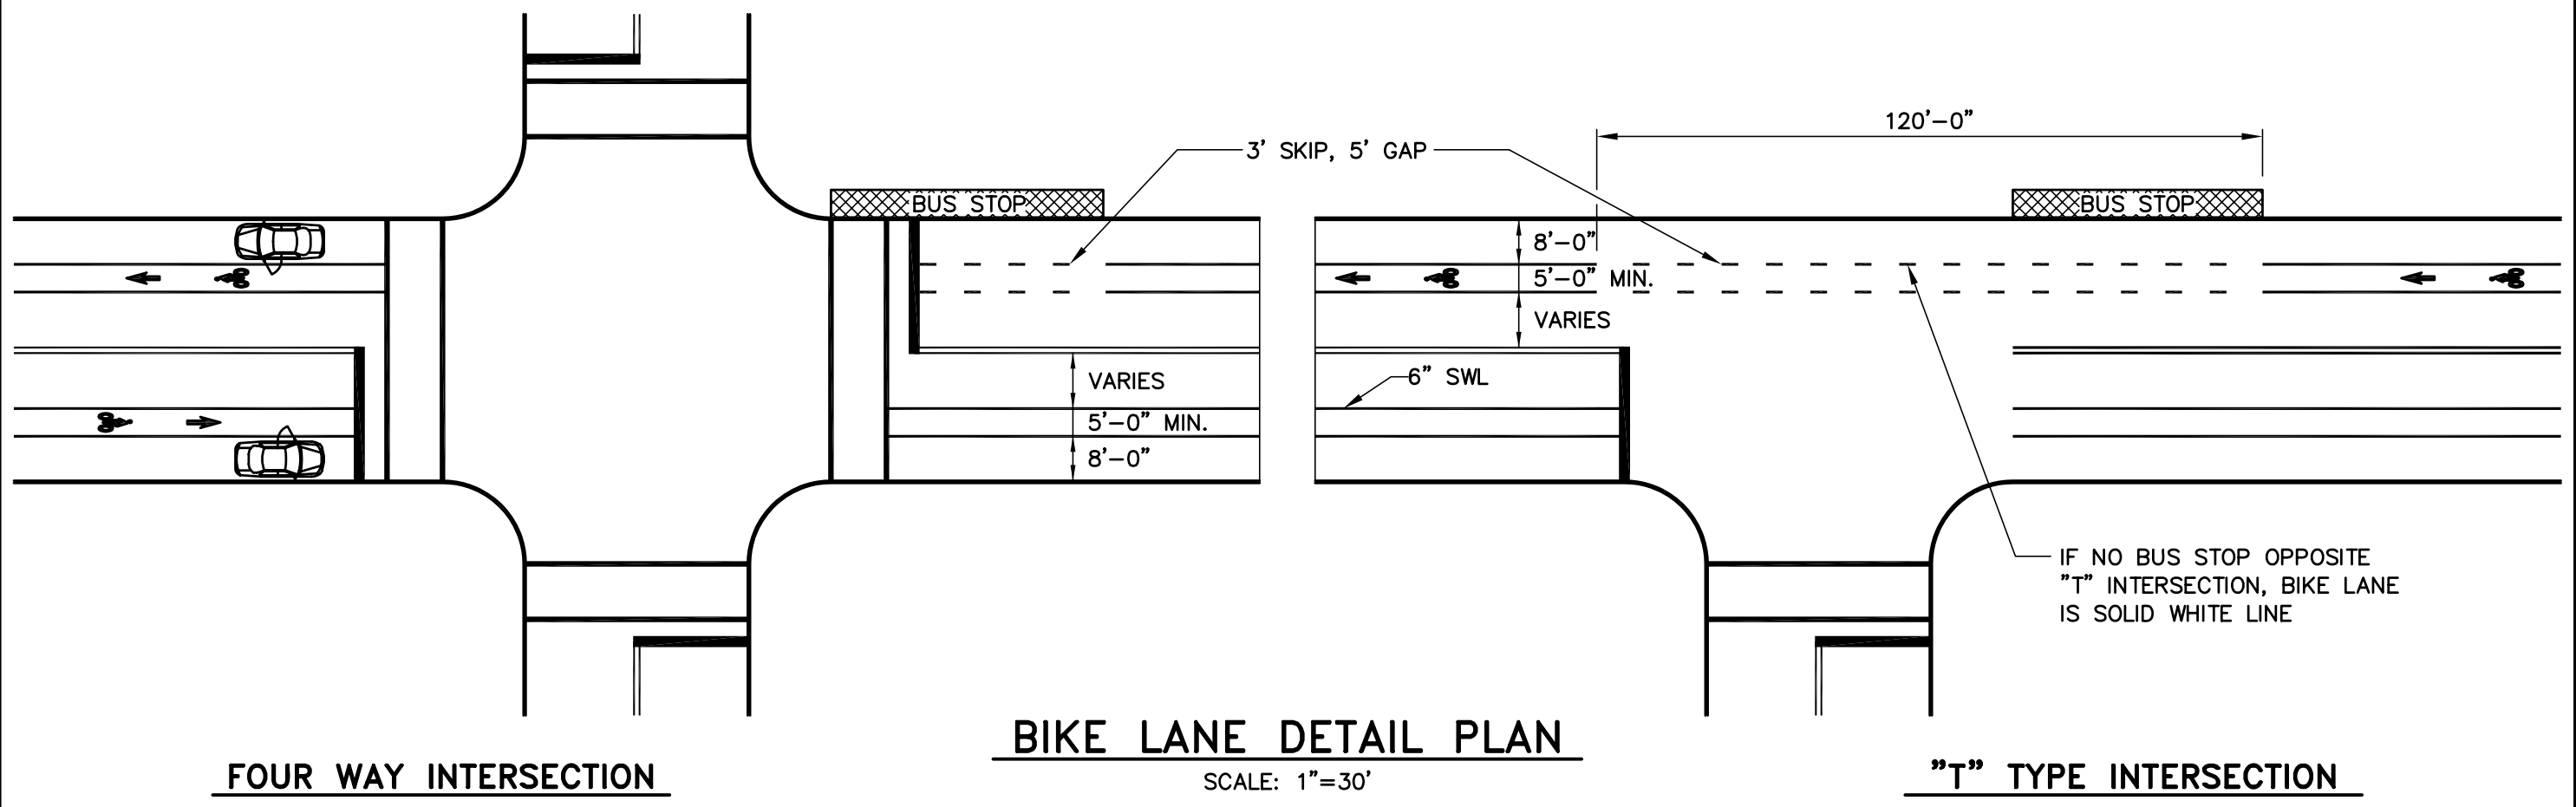 120'-0"
3' SKIP, 5' GAP
BUS STOP
BUS STOP
8'-0"
5'-0" MIN.
VARIES
VARIES
6" SWL
5'-0" MIN.
8'-0"
IF NO BUS STOP OPPOSITE
"T" INTERSECTION, BIKE LANE
IS SOLID WHITE LINE
BIKE LANE DETAIL PLAN
SCALE: 1"=30'
FOUR WAY INTERSECTION
"T" TYPE INTERSECTION